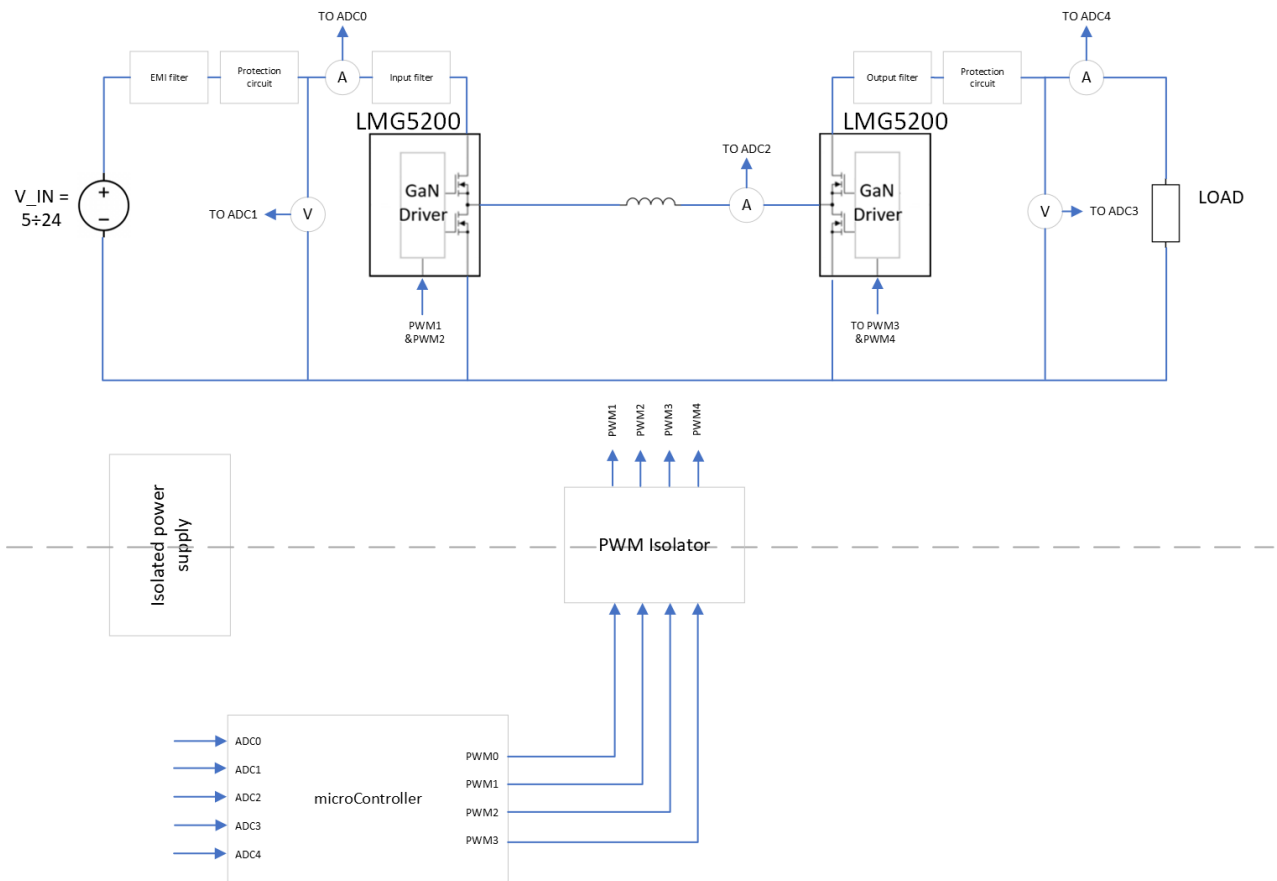 TO ADC0
TO ADC4
EMI filter
Protection
circuit
A
Input filter
Output filter
Protection
circuit
A
LMG5200
LMG5200
TO ADC2
GaN
Driver
GaN
Driver
V_IN =
5÷24
+
−
TO ADC1
V
A
V
TO ADC3
LOAD
PWM1
&PWM2
TO PWM3
&PWM4
PWM1
PWM2
PWM3
PWM4
Isolated power
supply
PWM Isolator
ADC0
ADC1
ADC2
ADC3
ADC4
microController
PWM0
PWM1
PWM2
PWM3